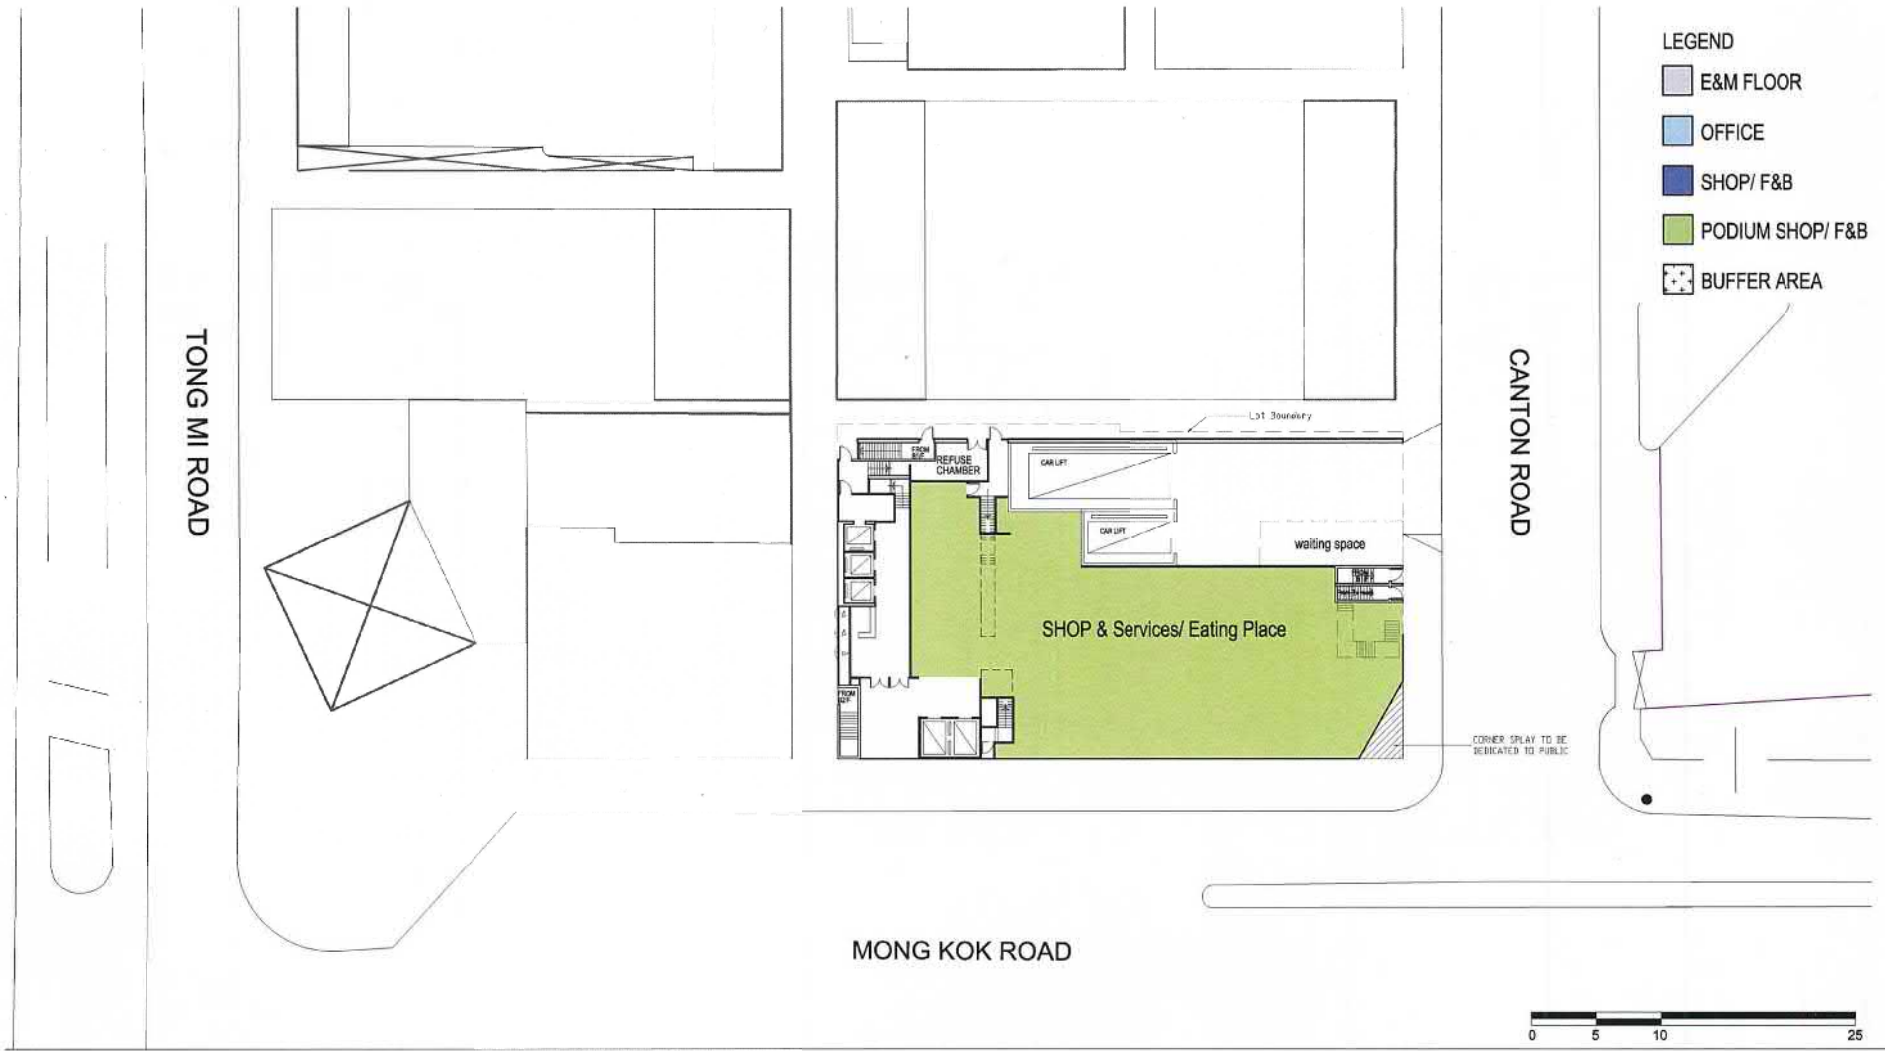 LEGEND
E&M FLOOR
OFFICE
SHOP/ F&B
PODIUM SHOP/ F&B
BUFFER AREA
TONG MI ROAD
CANTON ROAD
Lot Boundary
FROM
REFUSE
CHAMBER
CAR LIFT
CAR LIFT
waiting space
SHOP & Services/ Eating Place
FROM
CORNER SPLAY TO BE
DEDICATED TO PUBLIC
MONG KOK ROAD
0 5 10 25